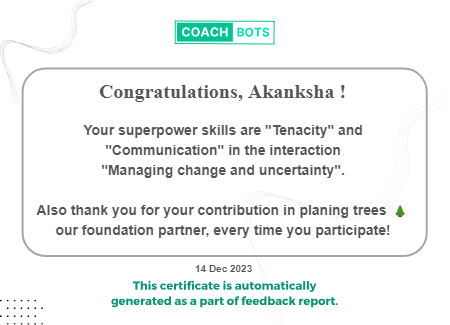 COACH BOTS
Congratulations, Akanksha !
Your superpower skills are "Tenacity" and
"Communication" in the interaction
"Managing change and uncertainty".
Also thank you for your contribution in planing trees 🌲
our foundation partner, every time you participate!
14 Dec 2023
This certificate is automatically
generated as a part of feedback report.